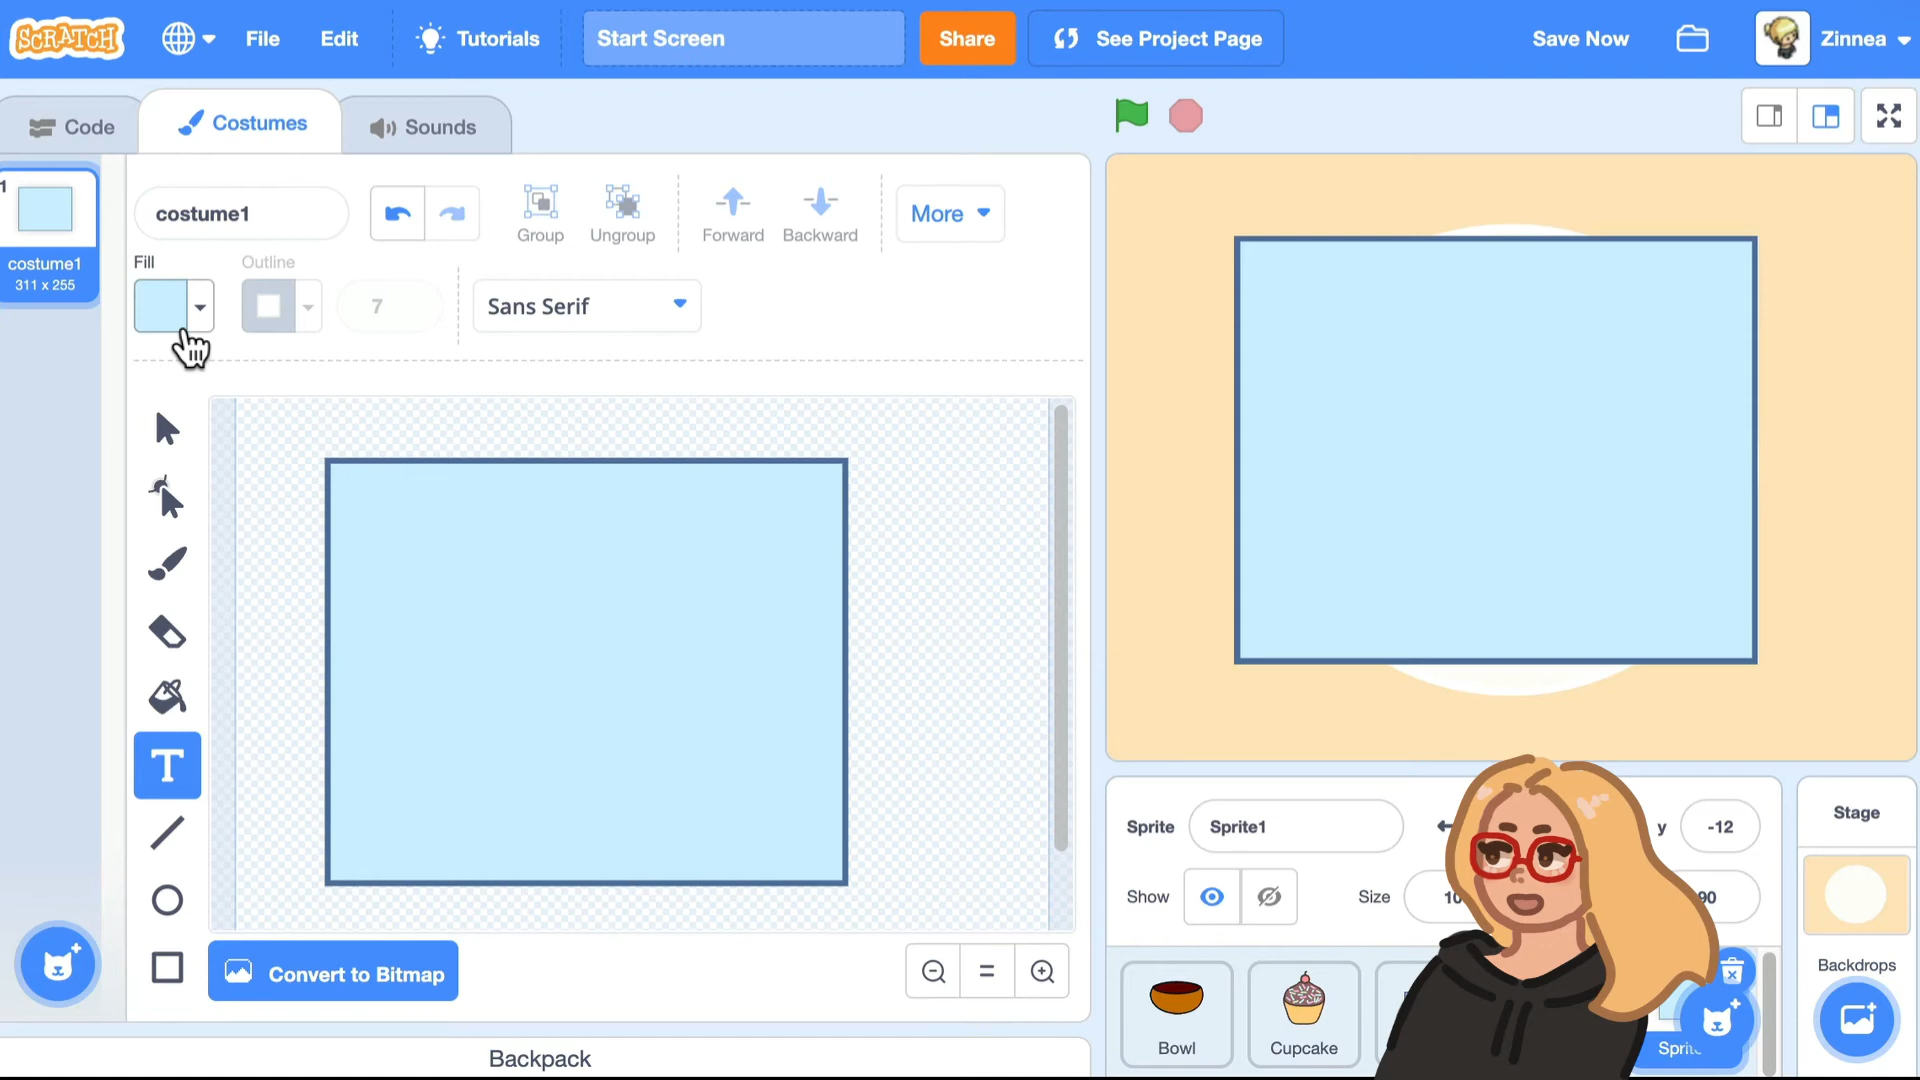 SCRATCH
File
Edit
Tutorials
Start Screen
Share
See Project Page
Save Now
Zinnea
Code
Costumes
Sounds
1
costume1
311 x 255
costume1
Group
Ungroup
Forward
Backward
More
Fill
Outline
7
Sans Serif
T
Convert to Bitmap
Backpack
Sprite
Sprite1
y
-12
Show
Size
Stage
Backdrops
Bowl
Cupcake